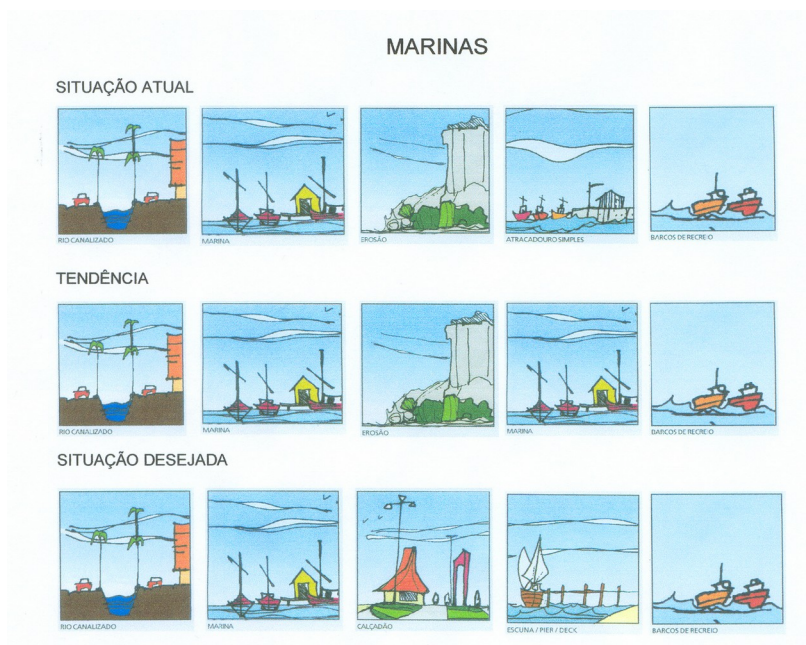 MARINAS
SITUAÇÃO ATUAL
RIO CANALIZADO
MARINA
EROSÃO
ATRACADOURO SIMPLES
BARCOS DE RECREIO
TENDÊNCIA
RIO CANALIZADO
MARINA
EROSÃO
MARINA
BARCOS DE RECREIO
SITUAÇÃO DESEJADA
RIO CANALIZADO
MARINA
CALÇADÃO
ESCUNA / PIER / DECK
BARCOS DE RECREIO